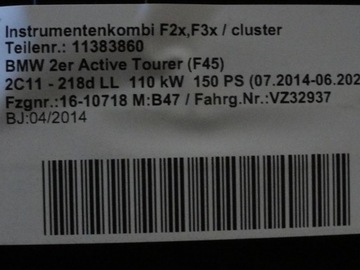 Instrumentenkombi F2x,F3x / cluster
Teilenr.: 11383860
BMW 2er Active Tourer (F45)
2C11 - 218d LL 110 kW 150 PS (07.2014-06.202
Fzgnr.:16-10718 M:B47 / Fahrg.Nr.:VZ32937
BJ:04/2014